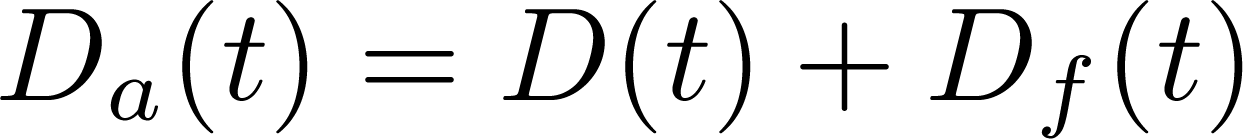 D_a(t) = D(t) + D_f(t)